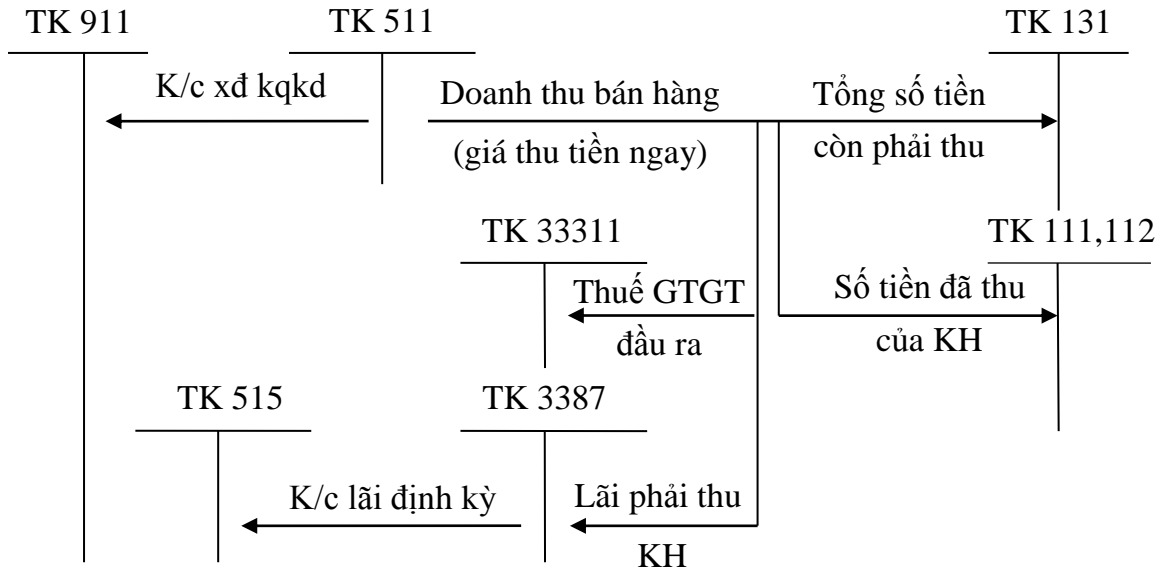 TK 911
TK 511
TK 131
K/c xđ kqkd
Doanh thu bán hàng
Tổng số tiền
(giá thu tiền ngay)
còn phải thu
TK 33311
TK 111,112
Thuế GTGT
Số tiền đã thu
đầu ra
của KH
TK 515
TK 3387
K/c lãi định kỳ
Lãi phải thu
KH